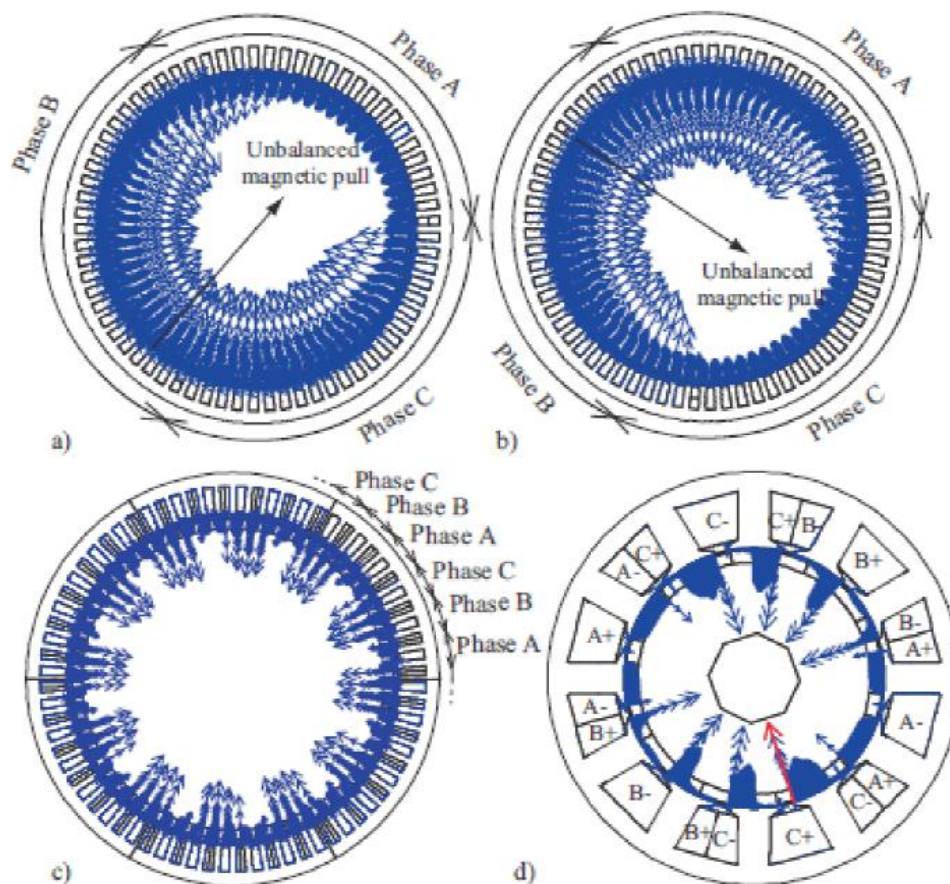 Phase A
Phase B
Unbalanced
magnetic pull
Phase C
a)
Phase A
Unbalanced
magnetic pull
Phase B
Phase C
b)
Phase C
Phase B
Phase A
Phase C
Phase B
Phase A
c)
C-
C+
B-
C+
A-
B+
A+
B-
A+
A-
B+
A-
B-
A+
C-
B+
C-
C+
d)